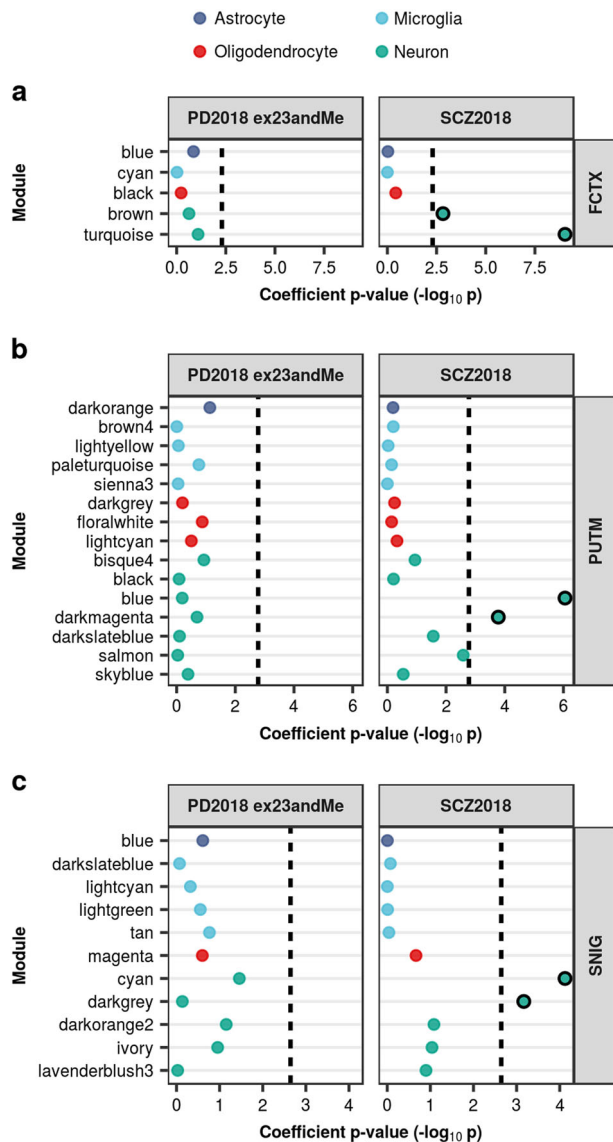 Astrocyte Microglia
Oligodendrocyte Neuron
a
PD2018 ex23andMe SCZ2018
Module
blue
cyan
black
brown
turquoise
FCTX
0.0 2.5 5.0 7.5 0.0 2.5 5.0 7.5
Coefficient p-value (-log10 p)
b
PD2018 ex23andMe SCZ2018
Module
darkorange
brown4
lightyellow
paleturquoise
sienna3
darkgrey
floralwhite
lightcyan
bisque4
black
blue
darkmagenta
darkslateblue
salmon
skyblue
PUTM
0 2 4 6 0 2 4 6
Coefficient p-value (-log10 p)
c
PD2018 ex23andMe SCZ2018
Module
blue
darkslateblue
lightcyan
lightgreen
tan
magenta
cyan
darkgrey
darkorange2
ivory
lavenderblush3
SNIG
0 1 2 3 4 0 1 2 3 4
Coefficient p-value (-log10 p)